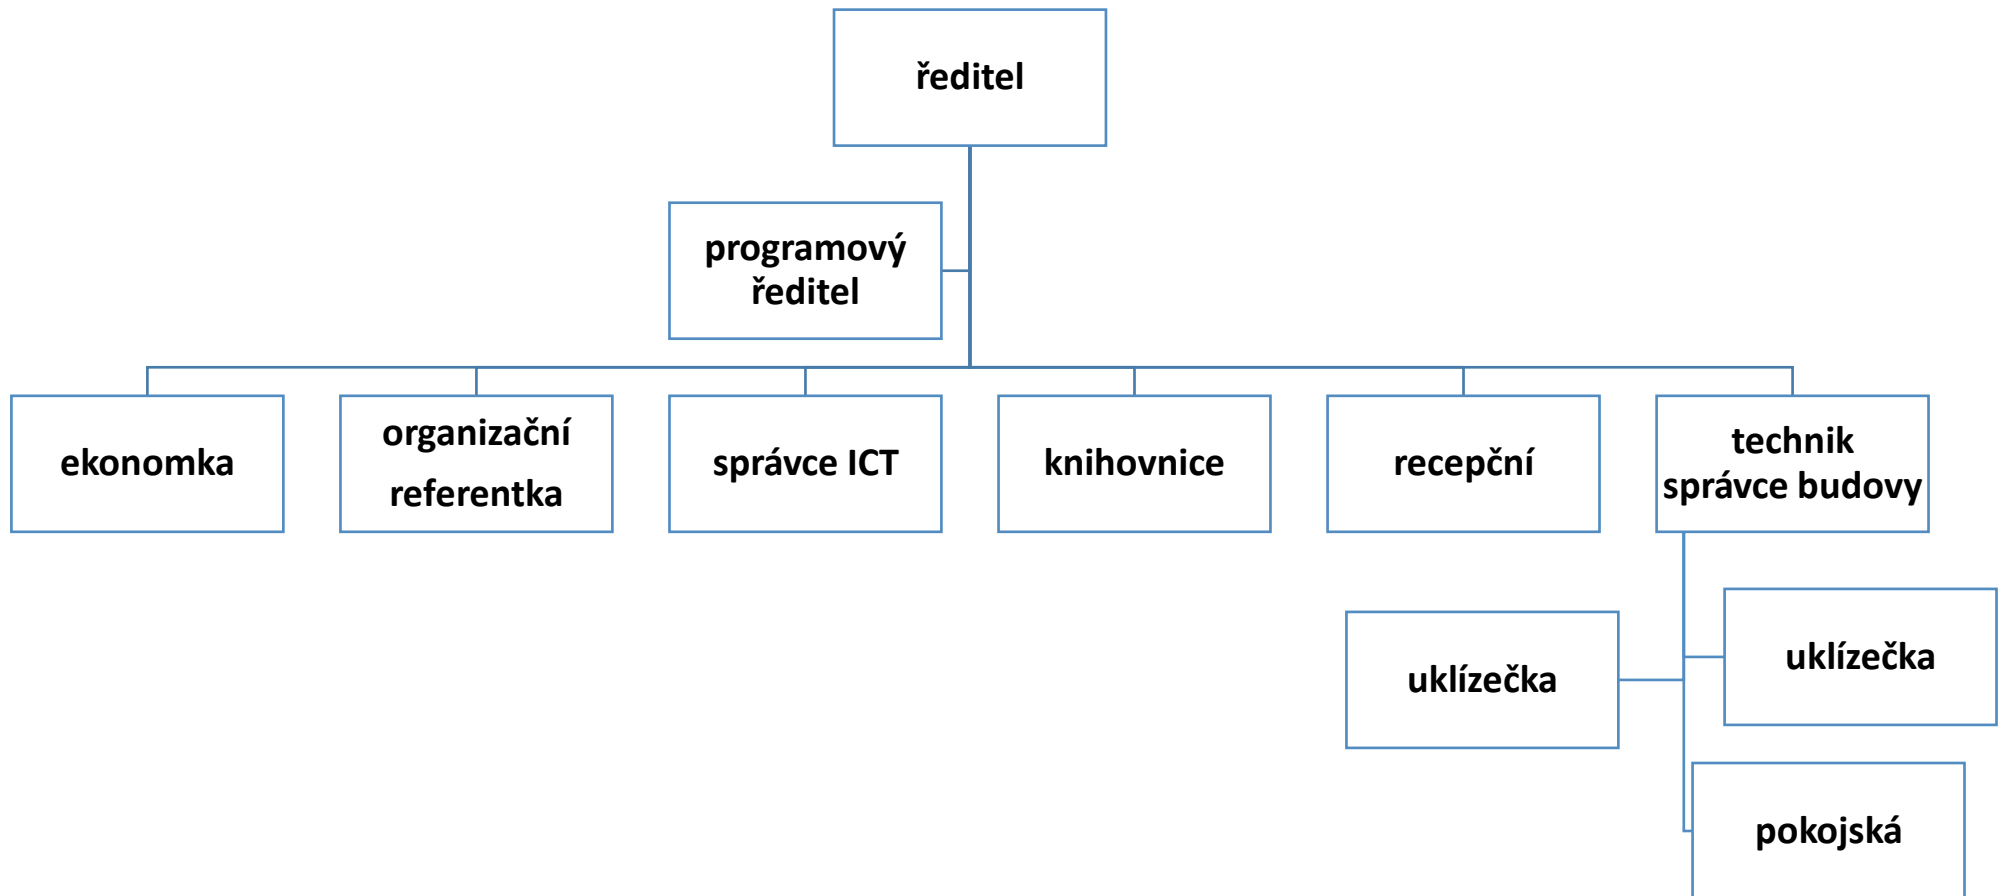 ředitel
programový
ředitel
ekonomka
organizační
referentka
správce ICT
knihovnice
recepční
technik
správce budovy
uklízečka
uklízečka
pokojská